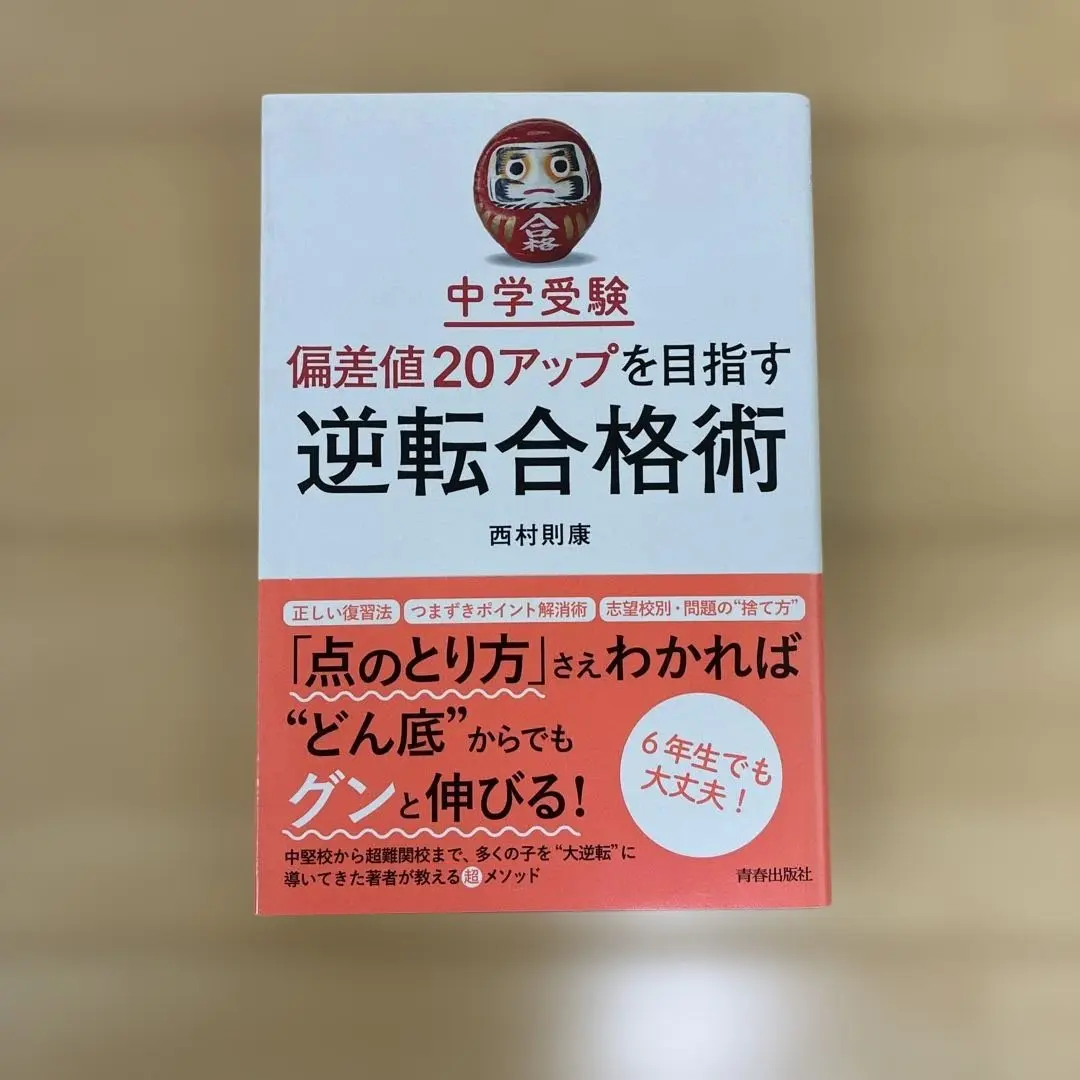 合格
中学受験
偏差値20アップを目指す
逆転合格術
西村則康
正しい復習法 つまずきポイント解消術 志望校別・問題の“捨て方”
「点のとり方」さえわかれば
“どん底”からでも
グンと伸びる!
6年生でも
大丈夫!
中堅校から超難関校まで、多くの子を“大逆転”に
導いてきた著者が教える超メソッド
青春出版社